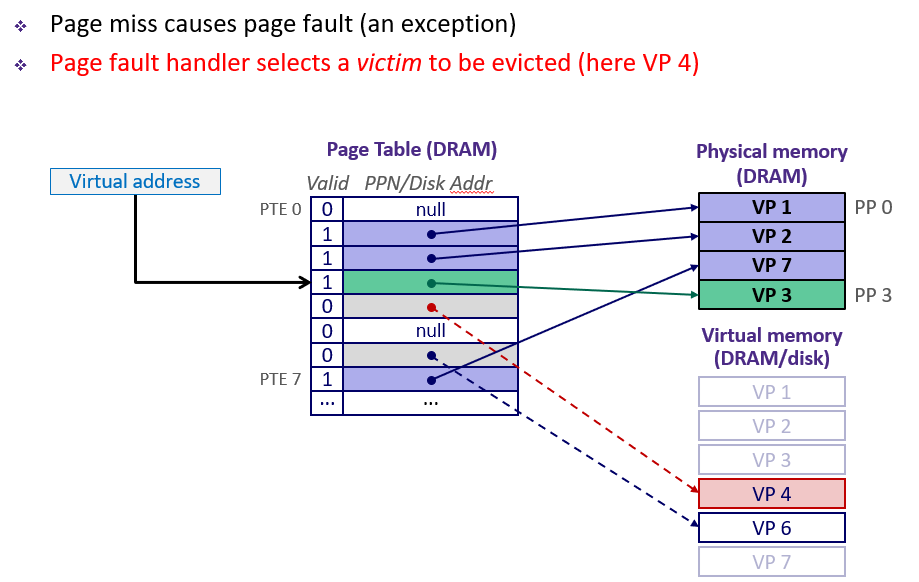 Page miss causes page fault (an exception)
Page fault handler selects a victim to be evicted (here VP 4)
Page Table (DRAM)
Physical memory
(DRAM)
Virtual address
Valid PPN/Disk Addr
PTE 0
0 null
1
1
1
0
0 null
0
PTE 7
1
... ...
VP 1
PP 0
VP 2
VP 7
VP 3
PP 3
Virtual memory
(DRAM/disk)
VP 1
VP 2
VP 3
VP 4
VP 6
VP 7